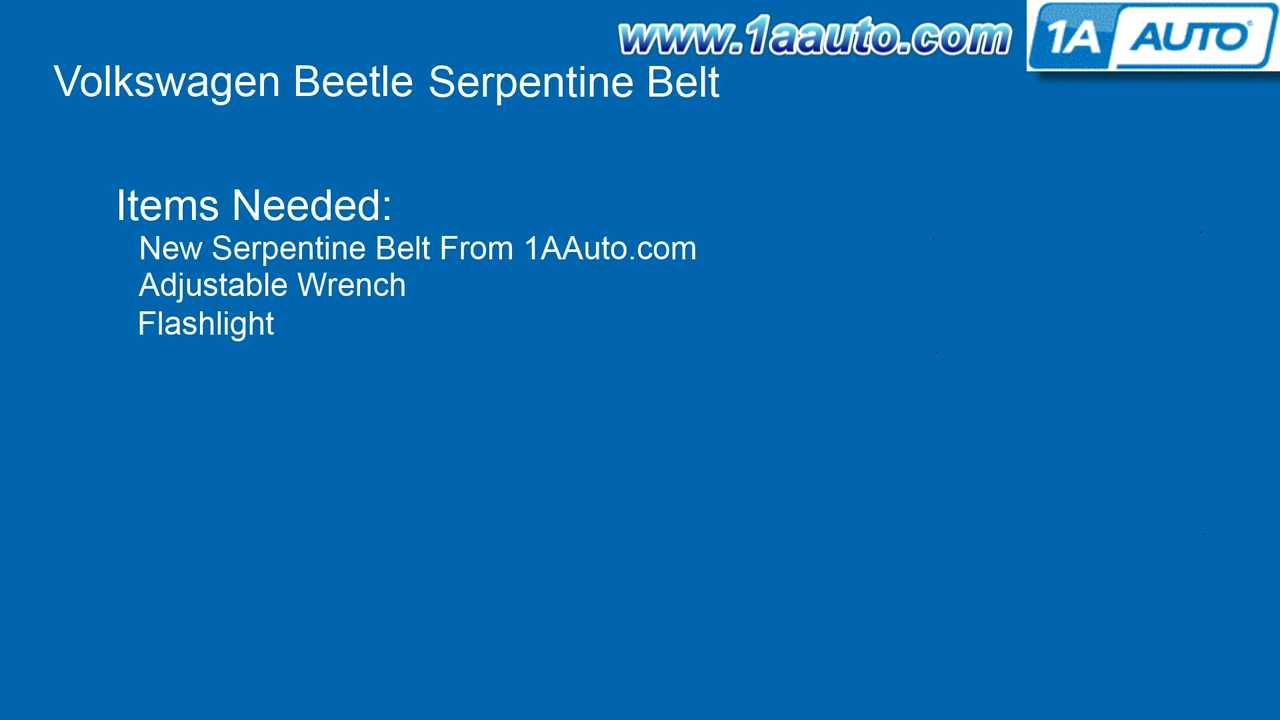 www.1aauto.com
1A AUTO®
Volkswagen Beetle Serpentine Belt
Items Needed:
New Serpentine Belt From 1AAuto.com
Adjustable Wrench
Flashlight